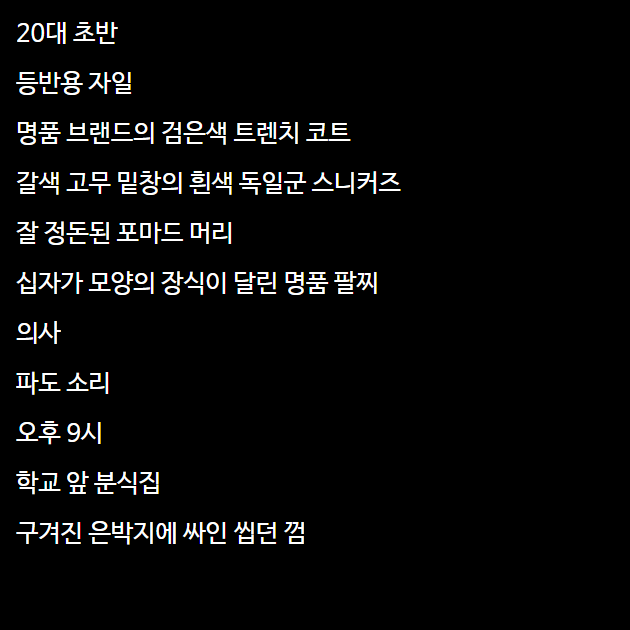 20대 초반
등반용 자일
명품 브랜드의 검은색 트렌치 코트
갈색 고무 밑창의 흰색 독일군 스니커즈
잘 정돈된 포마드 머리
십자가 모양의 장식이 달린 명품 팔찌
의사
파도 소리
오후 9시
학교 앞 분식집
구겨진 은박지에 싸인 씹던 껌